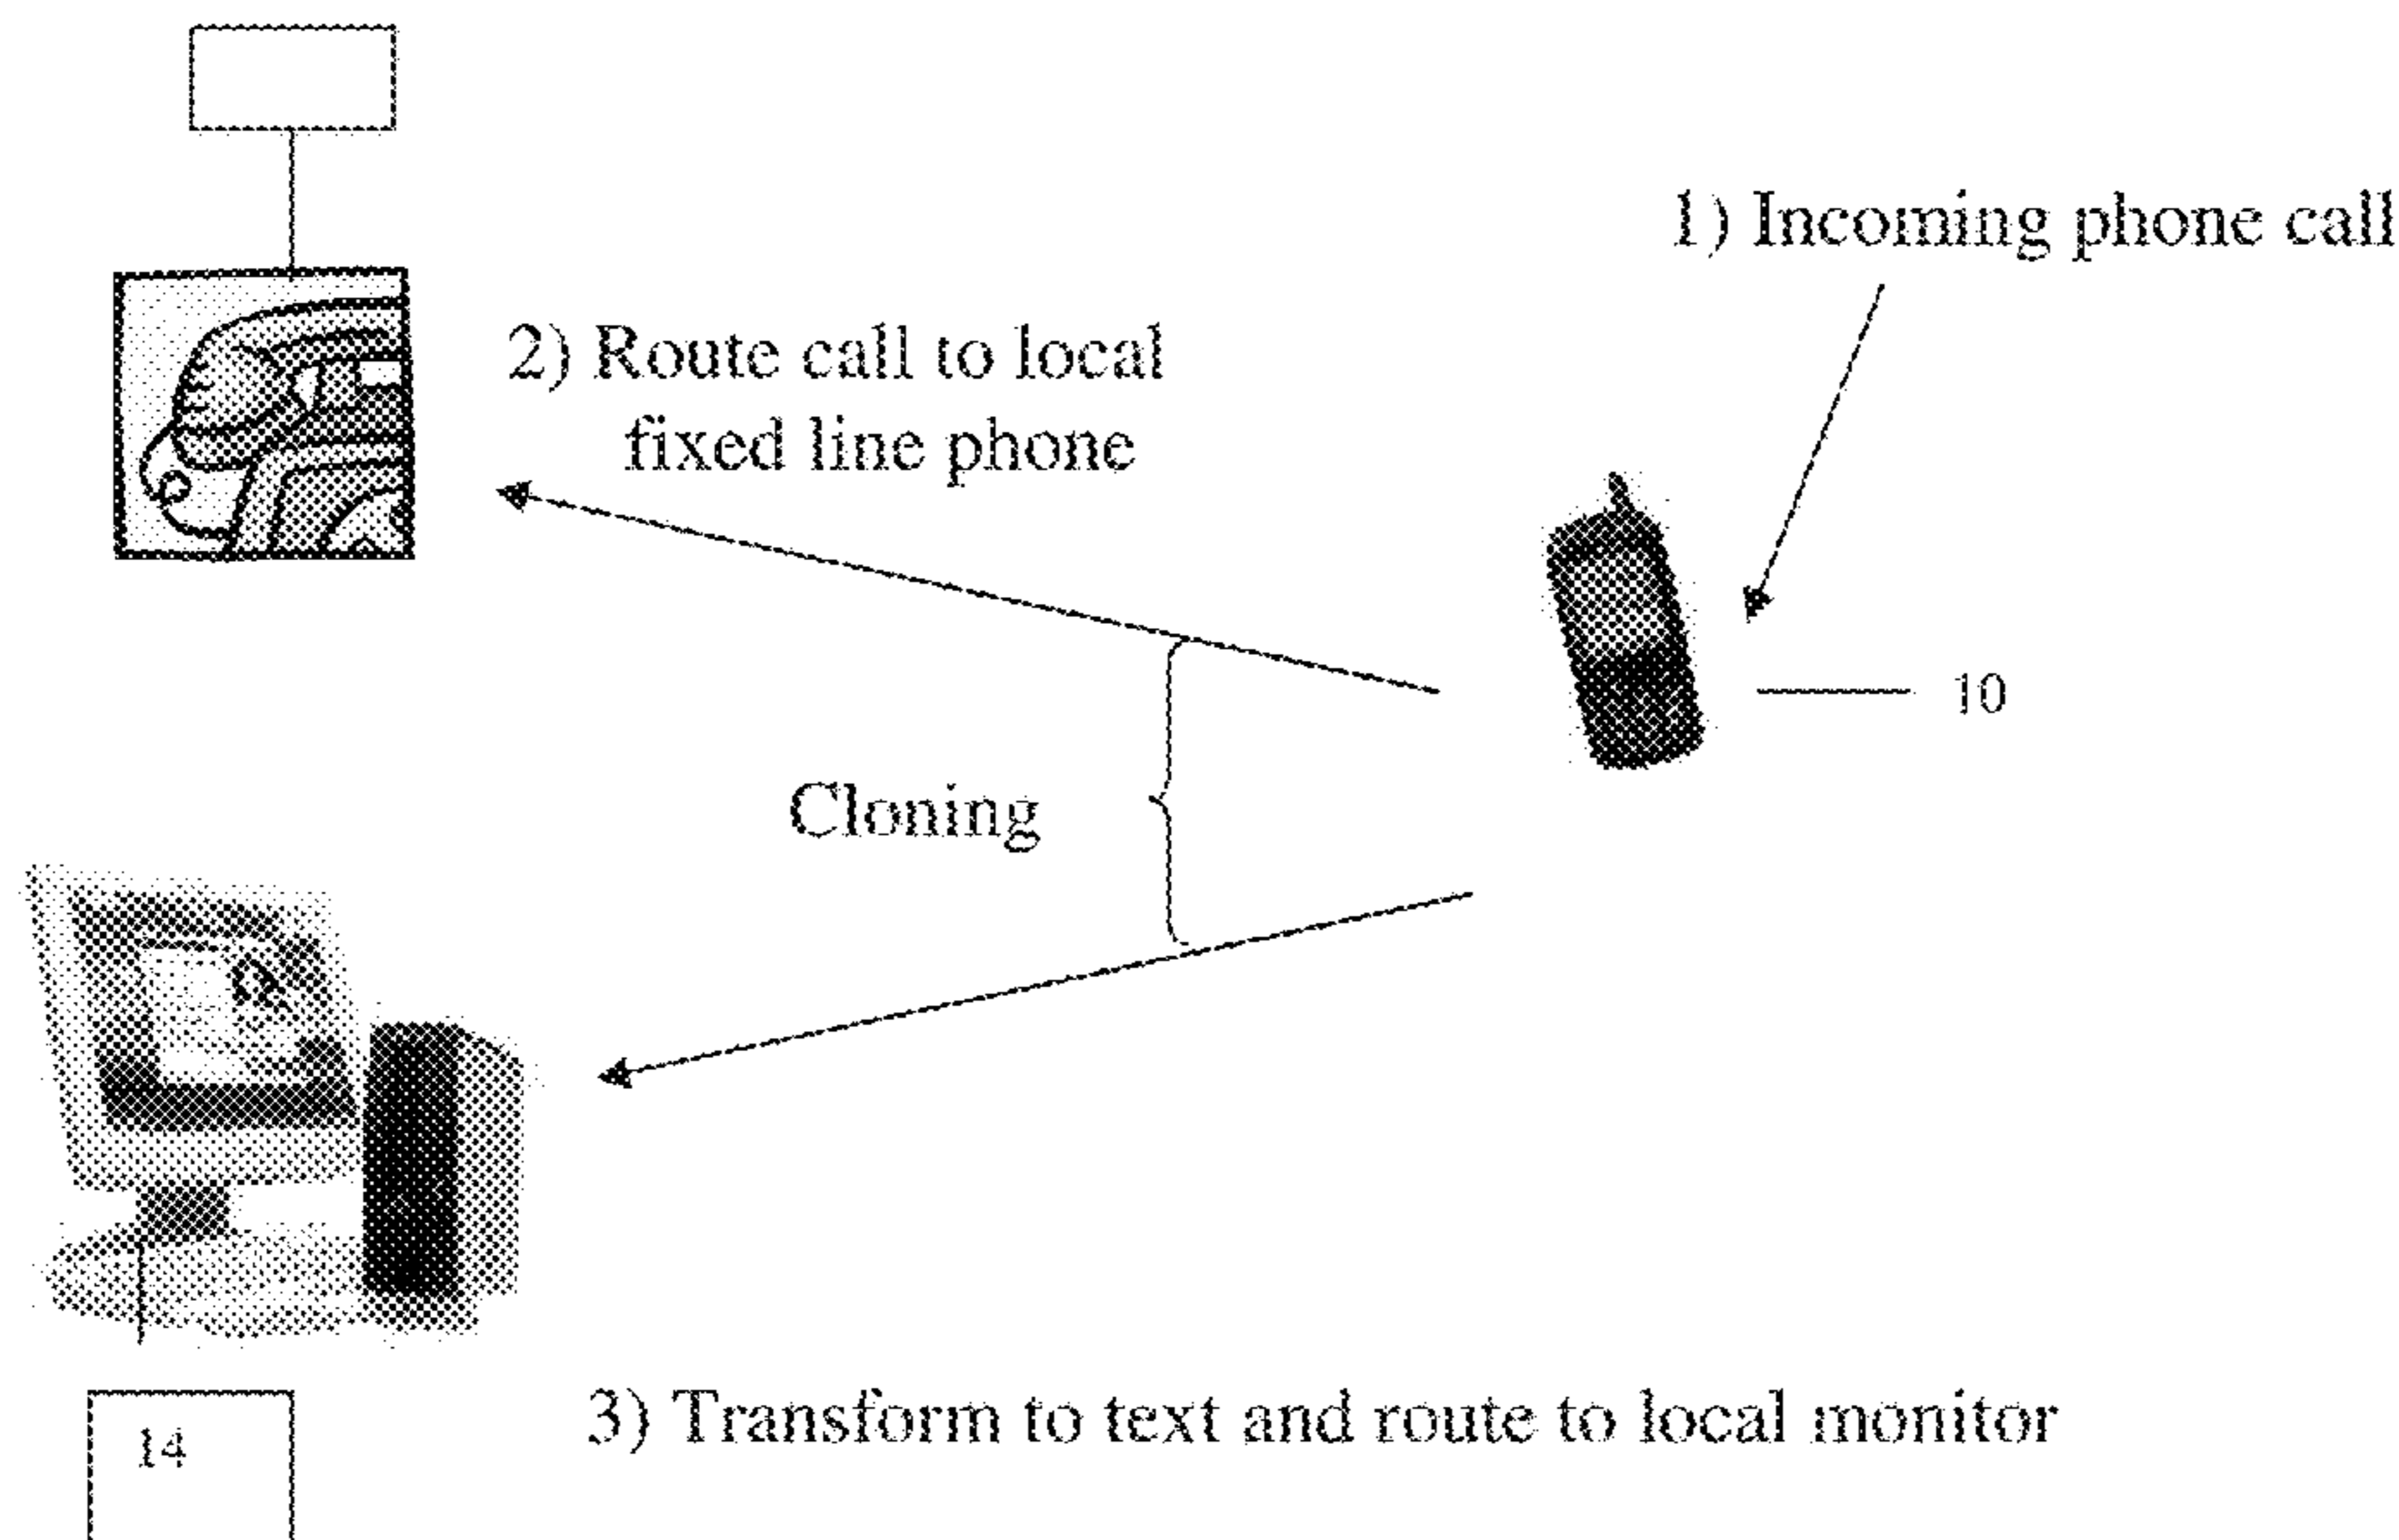 1) Incoming phone call
2) Route call to local
fixed line phone
10
Cloning
3) Transform to text and route to local monitor
14